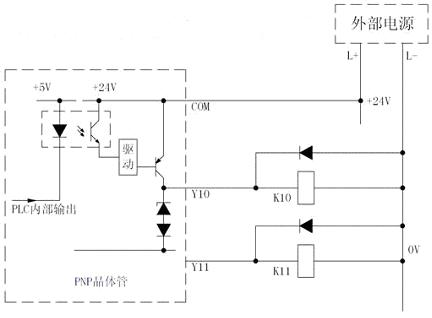 外部电源
L+
L-
+5V
+24V
COM
+24V
驱动
Y10
K10
PLC内部输出
0V
Y11
K11
PNP晶体管